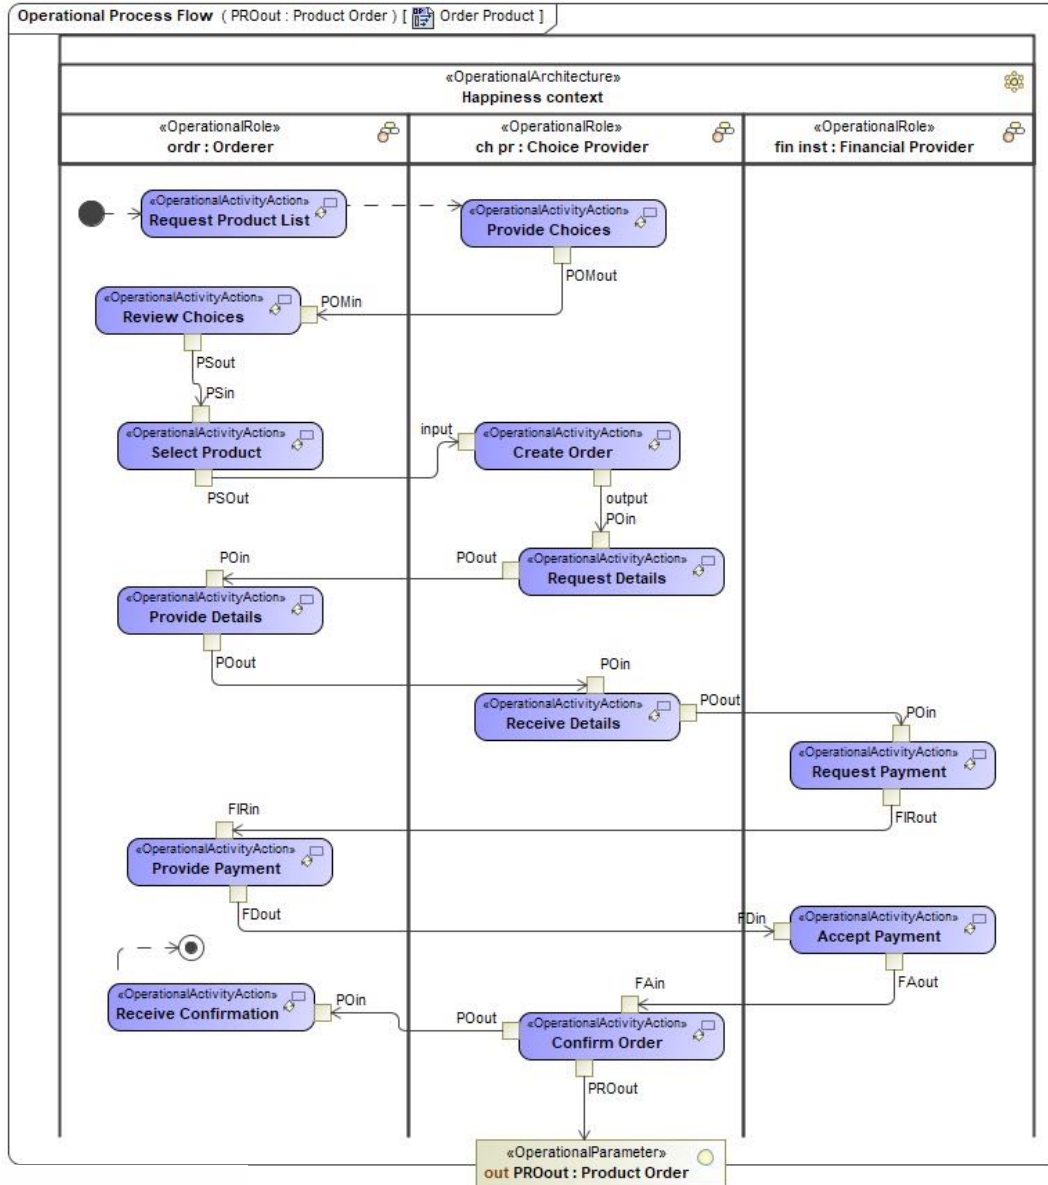 Operational Process Flow ( PROout : Product Order ) [ Order Product ]
«OperationalArchitecture»
Happiness context
«OperationalRole»
ordr : Orderer
«OperationalRole»
ch pr : Choice Provider
«OperationalRole»
fin inst : Financial Provider
«OperationalActivityAction»
Request Product List
«OperationalActivityAction»
Provide Choices
POMout
«OperationalActivityAction»
Review Choices
POMin
PSout
PSin
«OperationalActivityAction»
Select Product
PSOut
input
«OperationalActivityAction»
Create Order
output
POin
«OperationalActivityAction»
Request Details
POout
POin
«OperationalActivityAction»
Provide Details
POout
POin
«OperationalActivityAction»
Receive Details
POout
POin
«OperationalActivityAction»
Request Payment
FIRout
FIRin
«OperationalActivityAction»
Provide Payment
FDout
FDin
«OperationalActivityAction»
Accept Payment
FAout
FAin
«OperationalActivityAction»
Confirm Order
POout
POin
«OperationalActivityAction»
Receive Confirmation
PROout
«OperationalParameter»
out PROout : Product Order